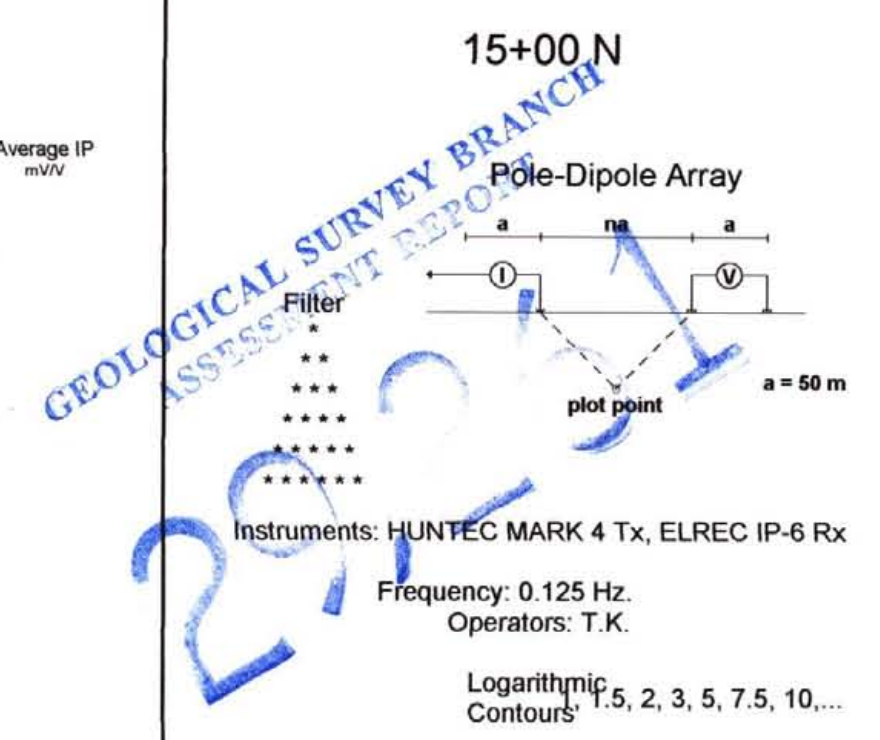 15+00 N
Average IP
mV/V
GEOLOGICAL SURVEY BRANCH
ASSESSMENT REPORT
Pole-Dipole Array
a na a
I V
Filter
*
* *
* * *
* * * *
* * * * *
* * * * * *
plot point
a = 50 m
Instruments: HUNTEC MARK 4 Tx, ELREC IP-6 Rx
Frequency: 0.125 Hz.
Operators: T.K.
Logarithmic
Contours 1, 1.5, 2, 3, 5, 7.5, 10,...